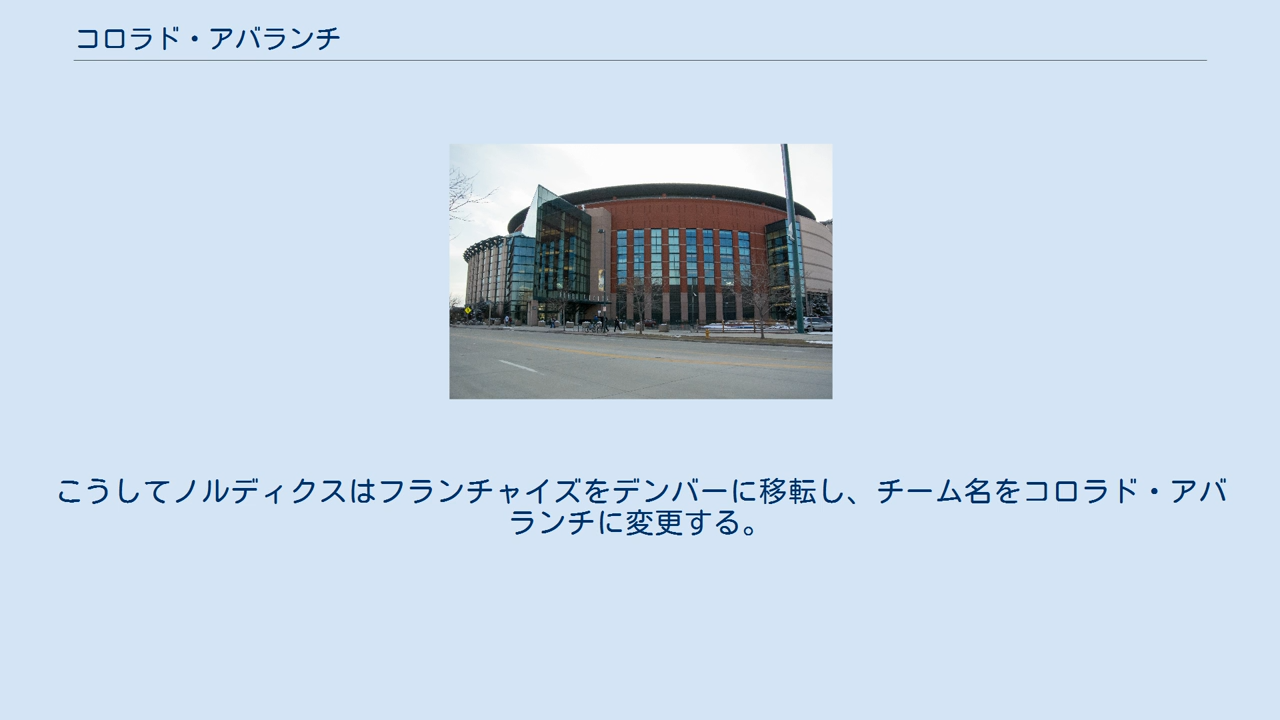 コロラド・アバランチ
こうしてノルディクスはフランチャイズをデンバーに移転し、チーム名をコロラド・アバ
ランチに変更する。